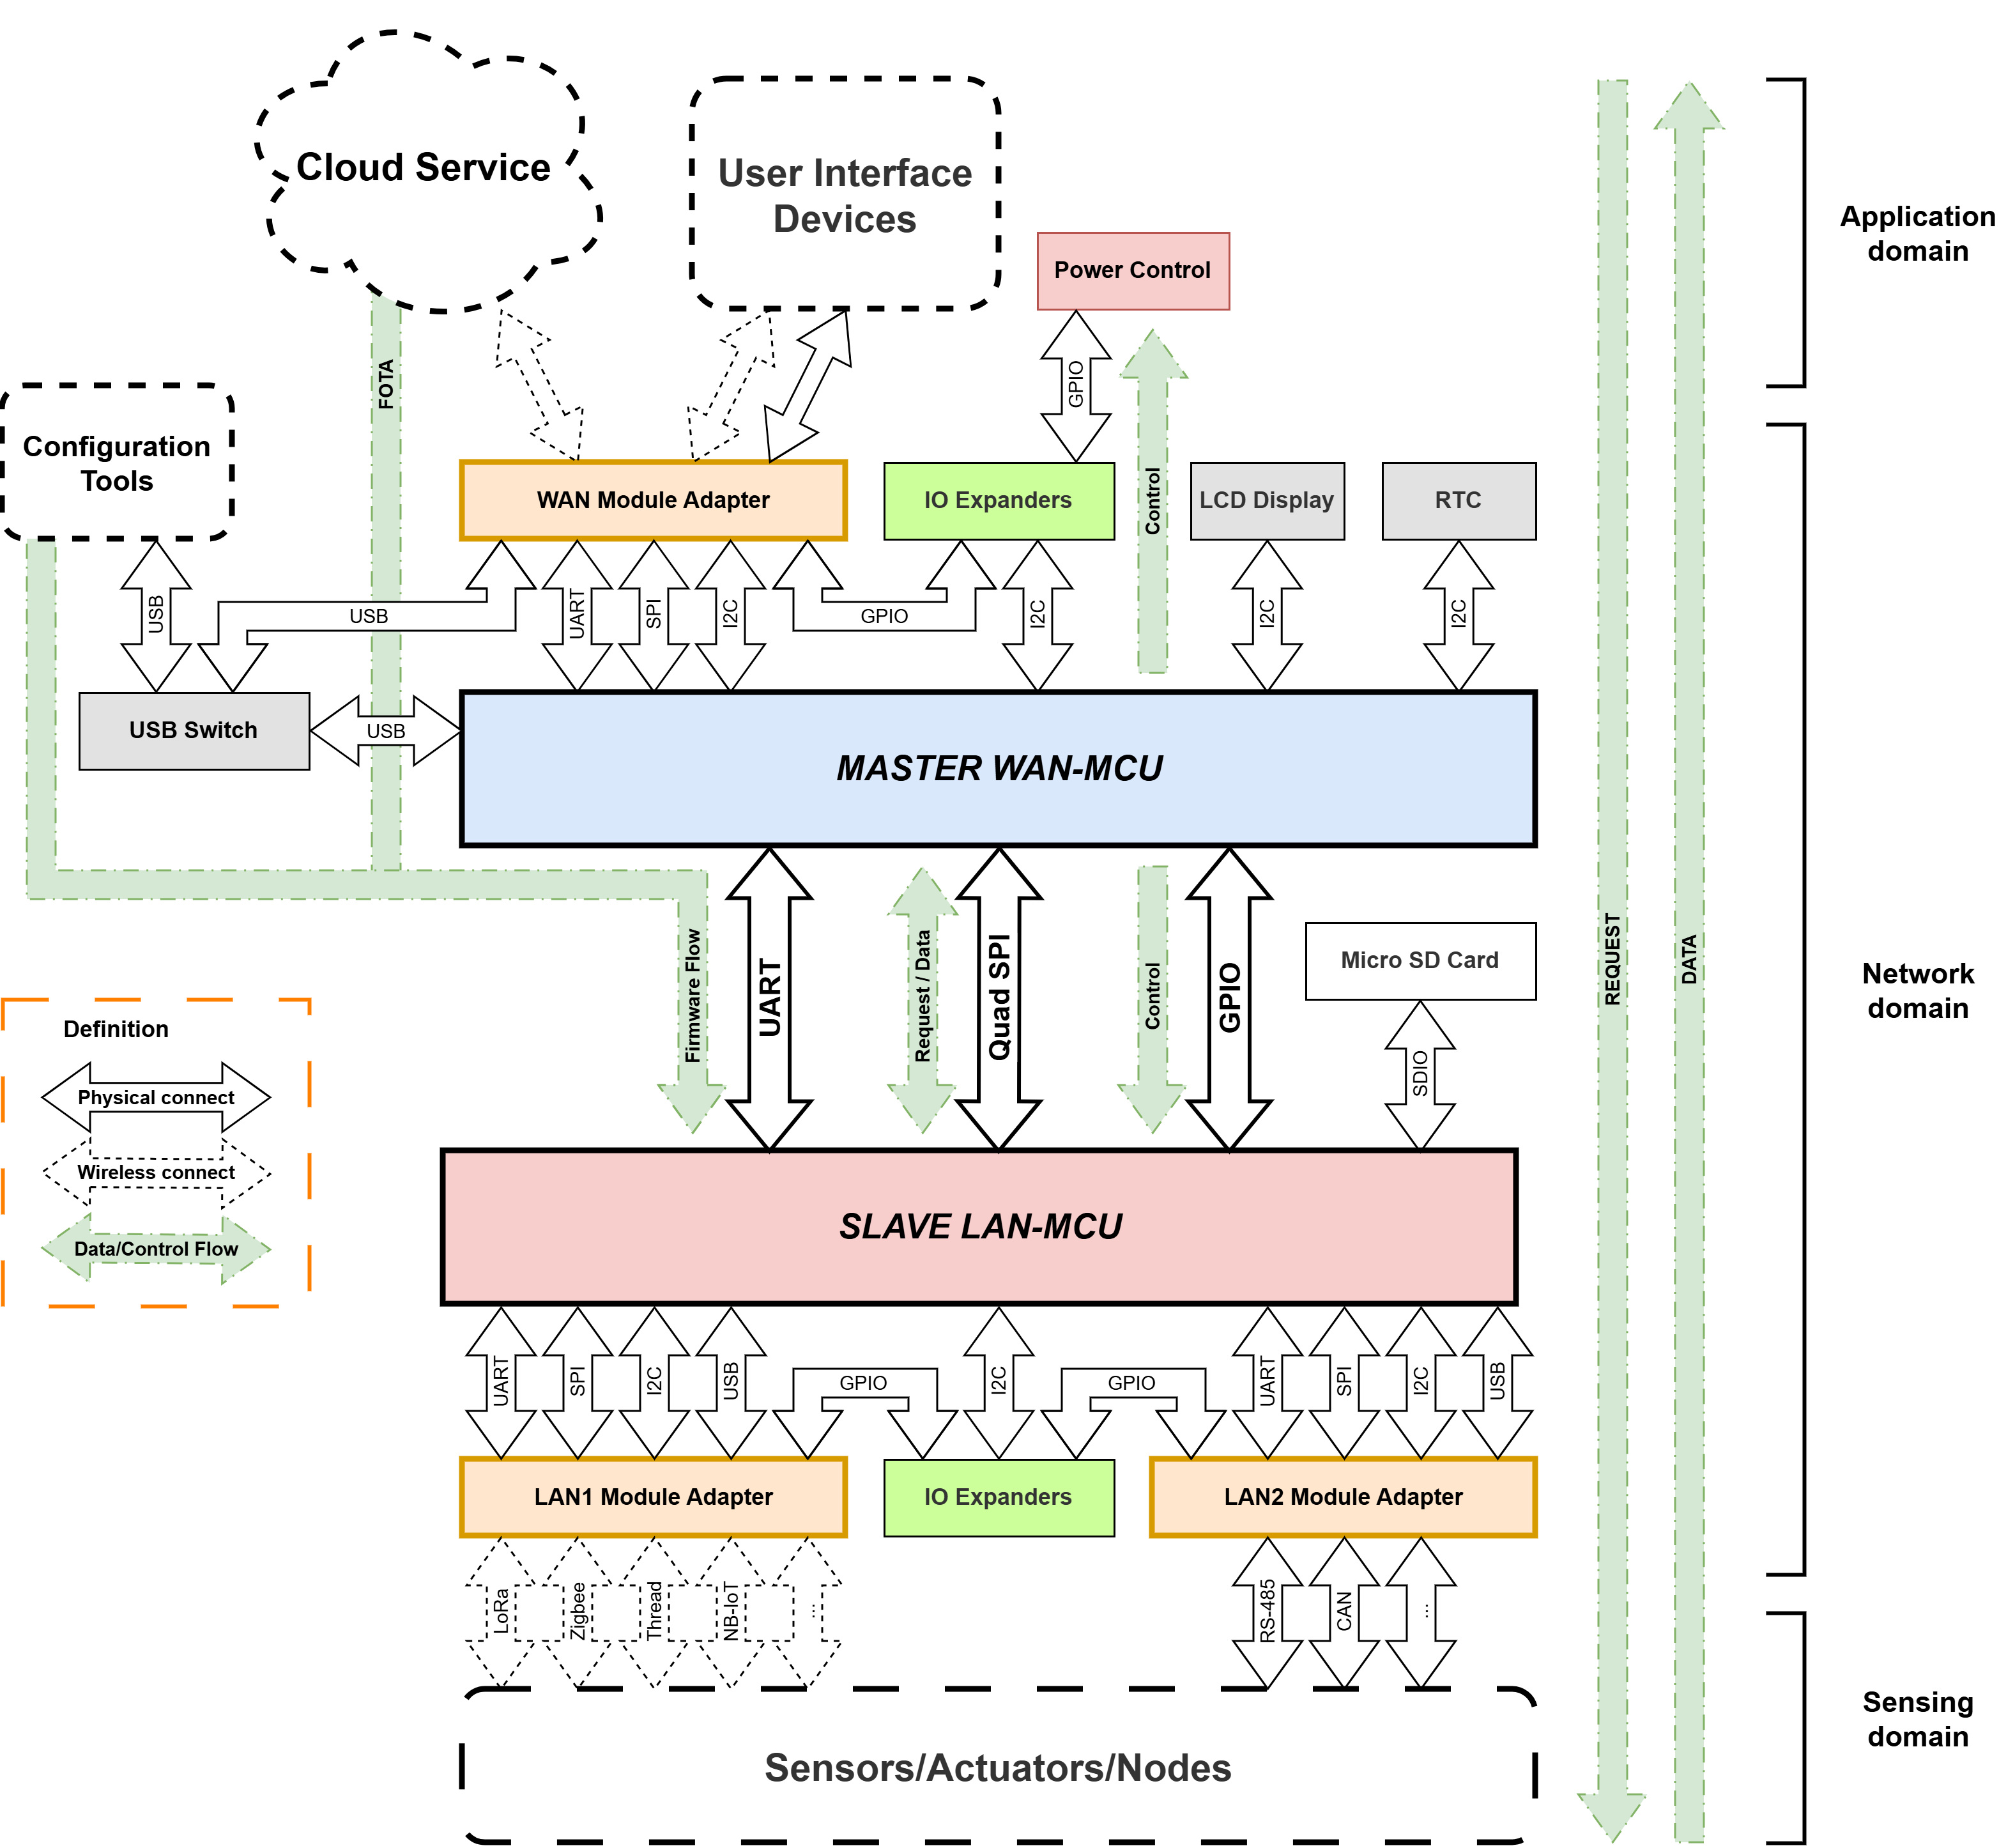 Cloud Service
User Interface
Devices
Application
domain
Power Control
FOTA
GPIO
Configuration
Tools
Control
WAN Module Adapter
IO Expanders
LCD Display
RTC
USB
USB
UART
SPI
I2C
GPIO
I2C
I2C
I2C
USB Switch
USB
MASTER WAN-MCU
Firmware Flow
UART
Request / Data
Quad SPI
Control
GPIO
Micro SD Card
SDIO
REQUEST
DATA
Network
domain
Definition
Physical connect
Wireless connect
Data/Control Flow
SLAVE LAN-MCU
UART
SPI
I2C
USB
GPIO
I2C
GPIO
UART
SPI
I2C
USB
LAN1 Module Adapter
IO Expanders
LAN2 Module Adapter
LoRa
Zigbee
Thread
NB-IoT
...
RS-485
CAN
...
Sensing
domain
Sensors/Actuators/Nodes